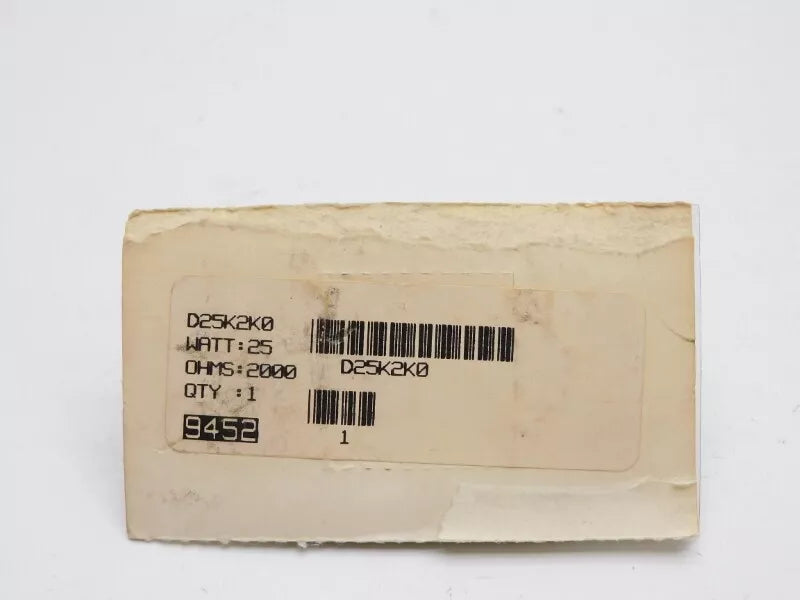 D25K2K0
WATT:25
OHMS:2000
QTY :1
9452
D25K2K0
1